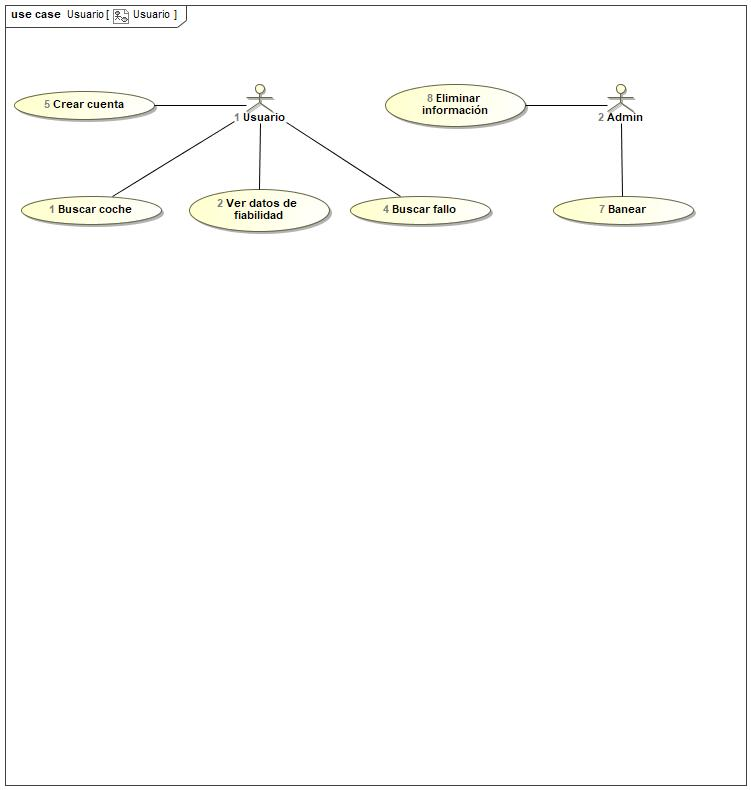 use case Usuario [ Usuario ]
5 Crear cuenta
1 Usuario
8 Eliminar
información
2 Admin
1 Buscar coche
2 Ver datos de
fiabilidad
4 Buscar fallo
7 Banear